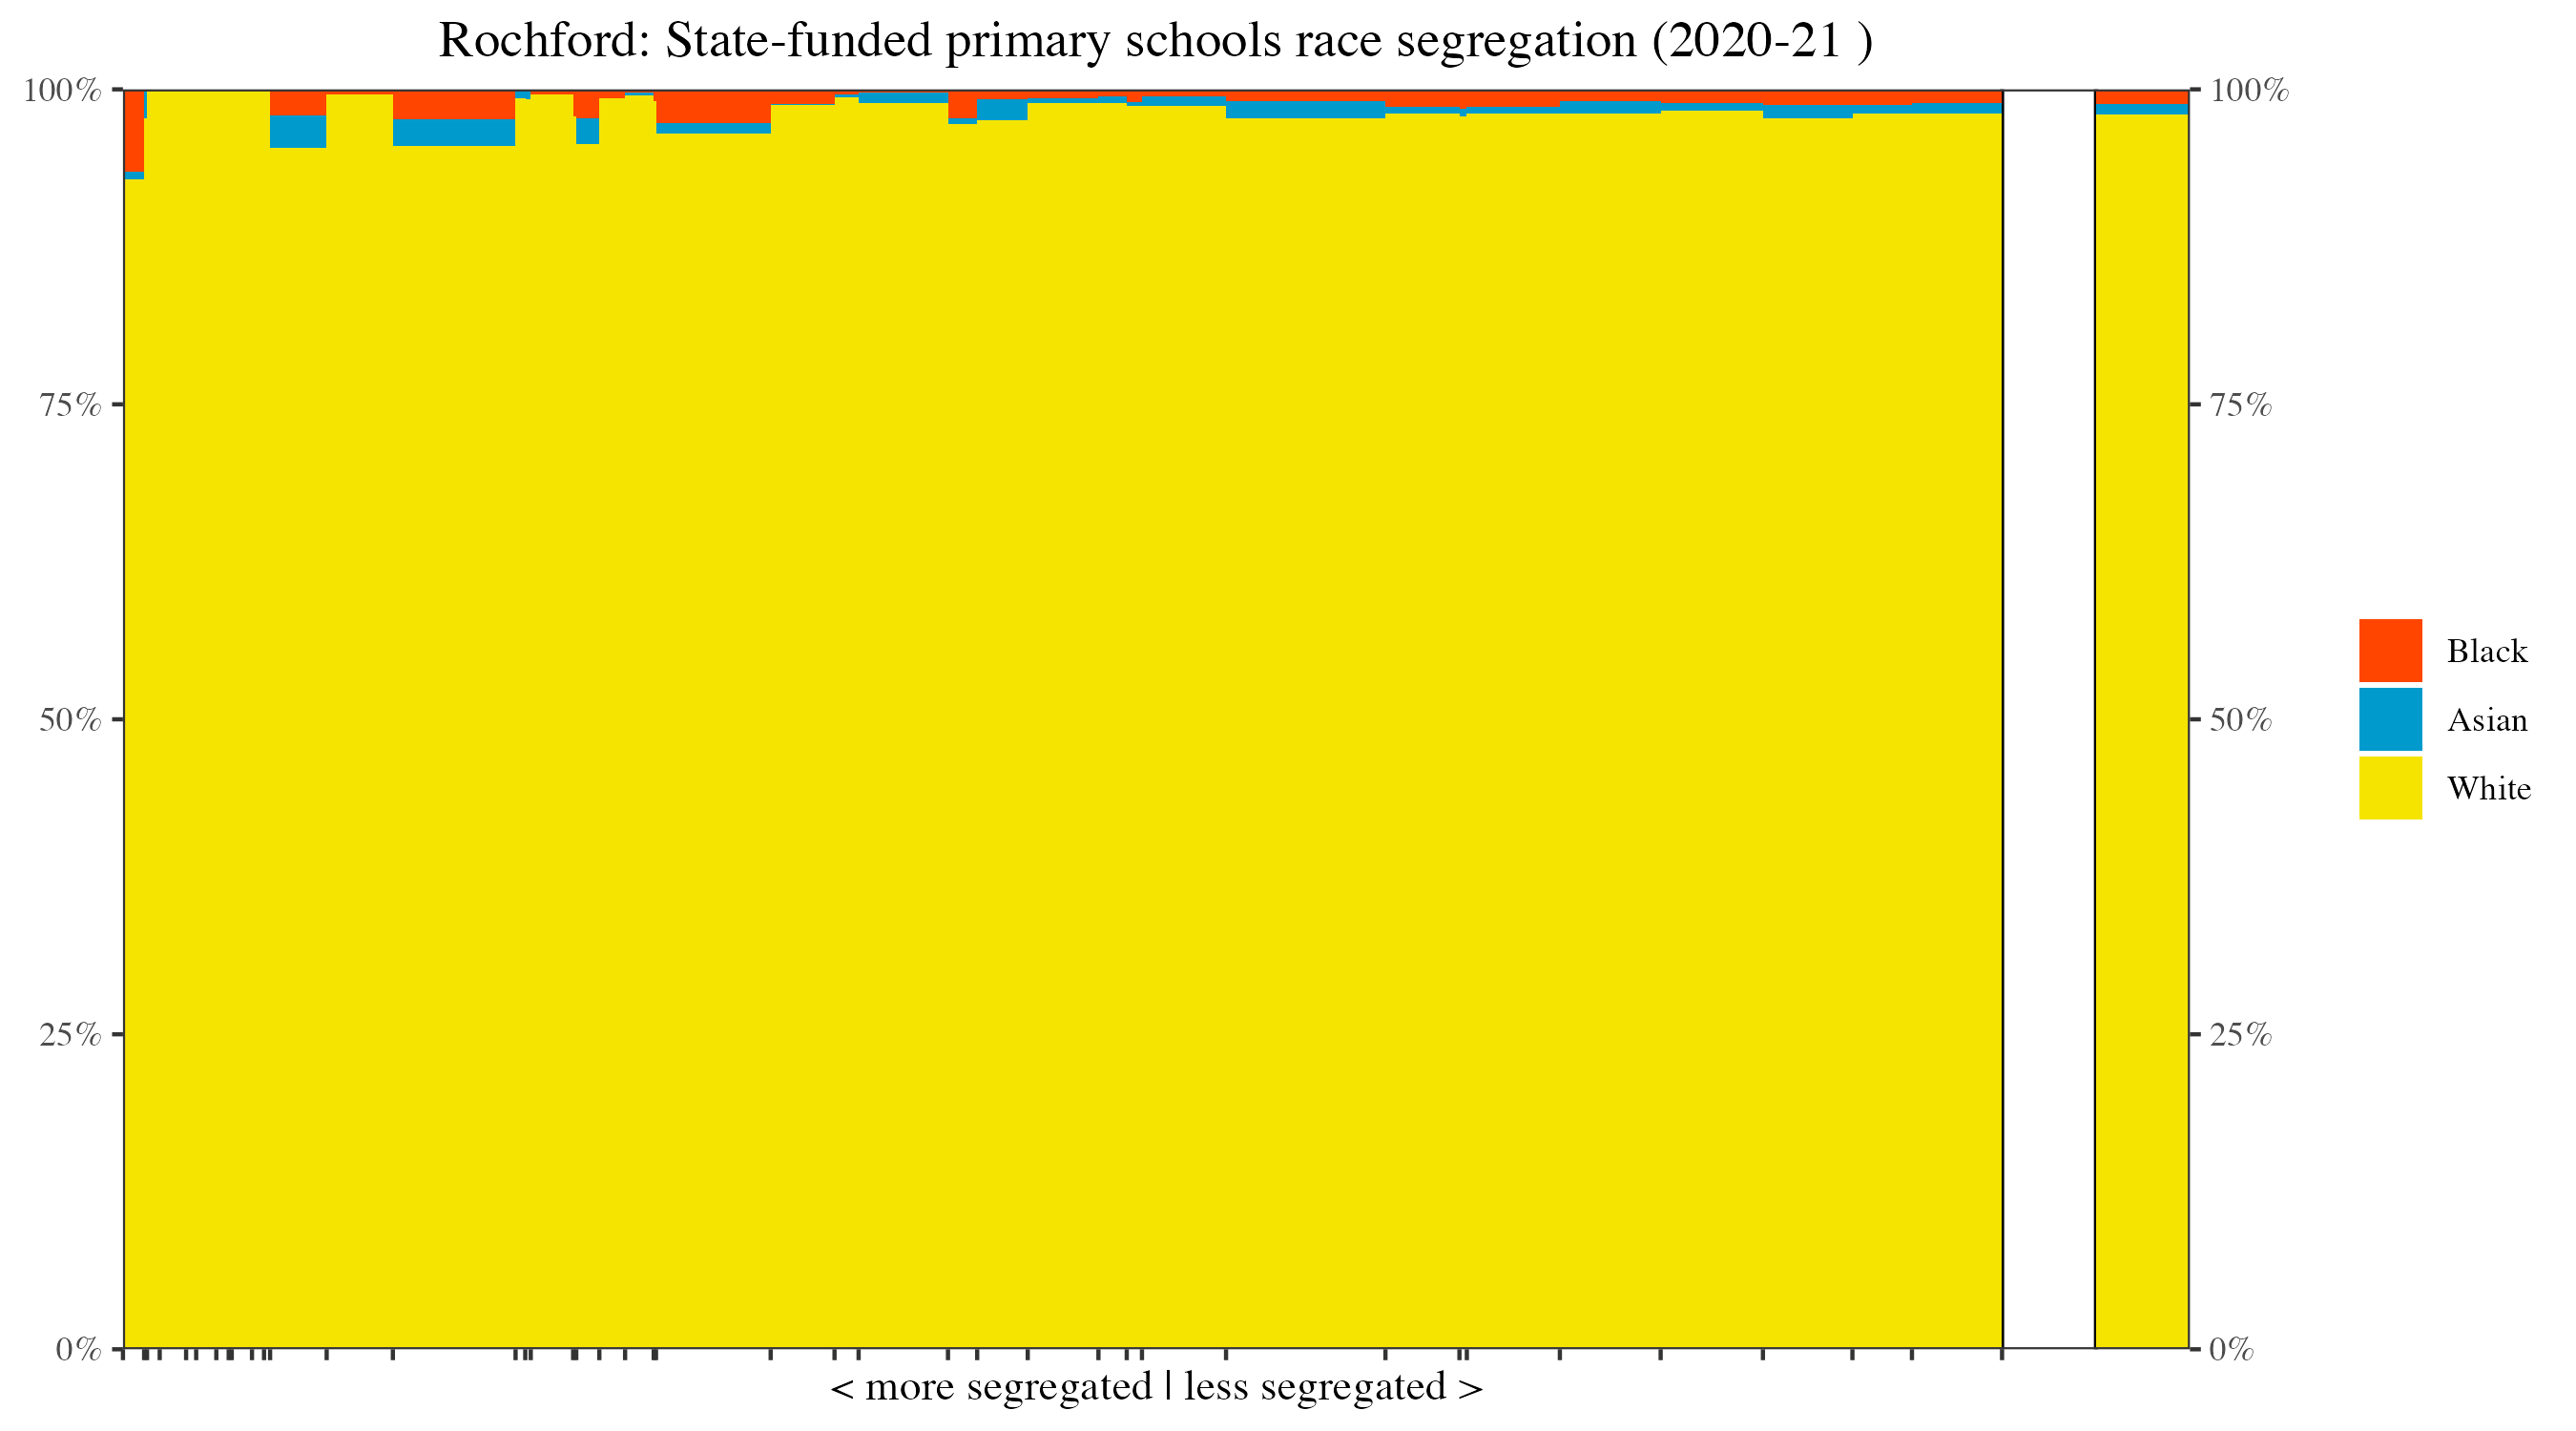 Rochford: State-funded primary schools race segregation (2020-21 )
100%
75%
50%
25%
0%
100%
75%
50%
25%
0%
Black
Asian
White
< more segregated | less segregated >